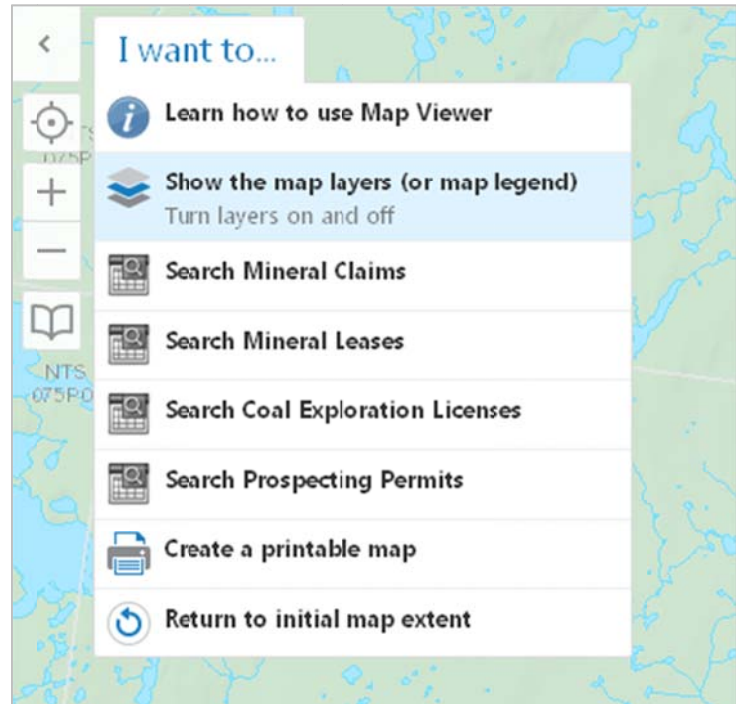 I want to...
Learn how to use Map Viewer
Show the map layers (or map legend)
Turn layers on and off
Search Mineral Claims
Search Mineral Leases
Search Coal Exploration Licenses
Search Prospecting Permits
Create a printable map
Return to initial map extent
NTS
075PO